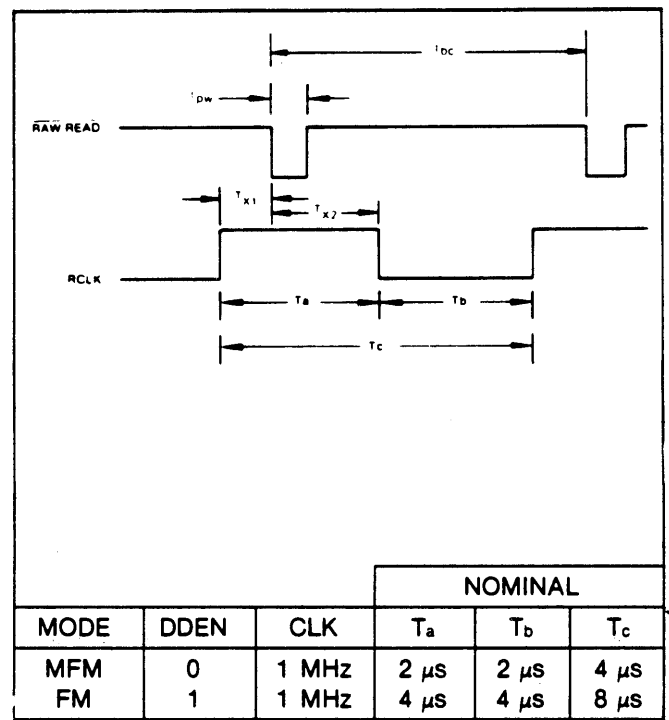 Tbc
Tpw
RAW READ
Tx1
Tx2
RCLK
Ta
Tb
Tc
NOMINAL
MODE DDEN CLK Ta Tb Tc
MFM 0 1 MHz 2 µs 2 µs 4 µs
FM 1 1 MHz 4 µs 4 µs 8 µs